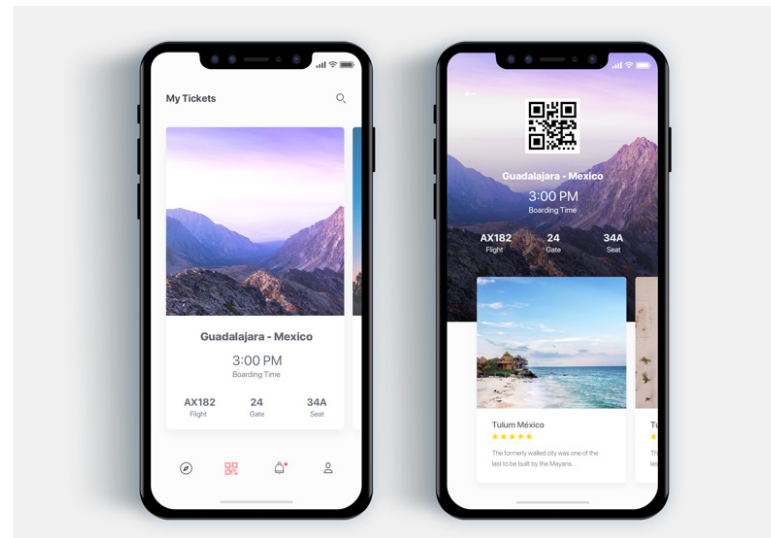 My Tickets
Guadalajara - Mexico
3:00 PM
Boarding Time
AX182 24 34A
Flight Gate Seat
Guadalajara - Mexico
3:00 PM
Boarding Time
AX182 24 34A
Flight Gate Seat
Tulum México
The formerly walled city was one of the
last to be built by the Mayans...